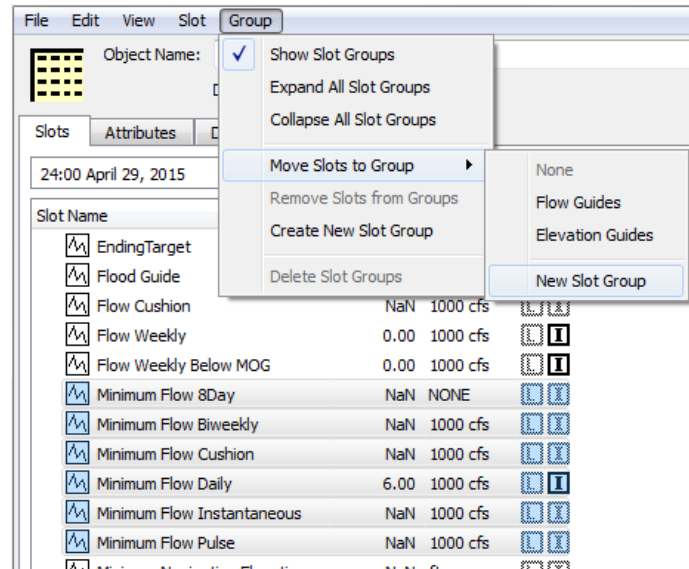 File Edit View Slot Group
Object Name:
✓ Show Slot Groups
Expand All Slot Groups
Collapse All Slot Groups
Slots Attributes D
Move Slots to Group
None
24:00 April 29, 2015
Remove Slots from Groups
Flow Guides
Slot Name
Create New Slot Group
Elevation Guides
EndingTarget
Flood Guide
Delete Slot Groups
New Slot Group
Flow Cushion NaN 1000 cfs L I
Flow Weekly 0.00 1000 cfs L I
Flow Weekly Below MOG 0.00 1000 cfs L I
Minimum Flow 8Day NaN NONE L I
Minimum Flow Biweekly NaN 1000 cfs L I
Minimum Flow Cushion NaN 1000 cfs L I
Minimum Flow Daily 6.00 1000 cfs L I
Minimum Flow Instantaneous NaN 1000 cfs L I
Minimum Flow Pulse NaN 1000 cfs L I